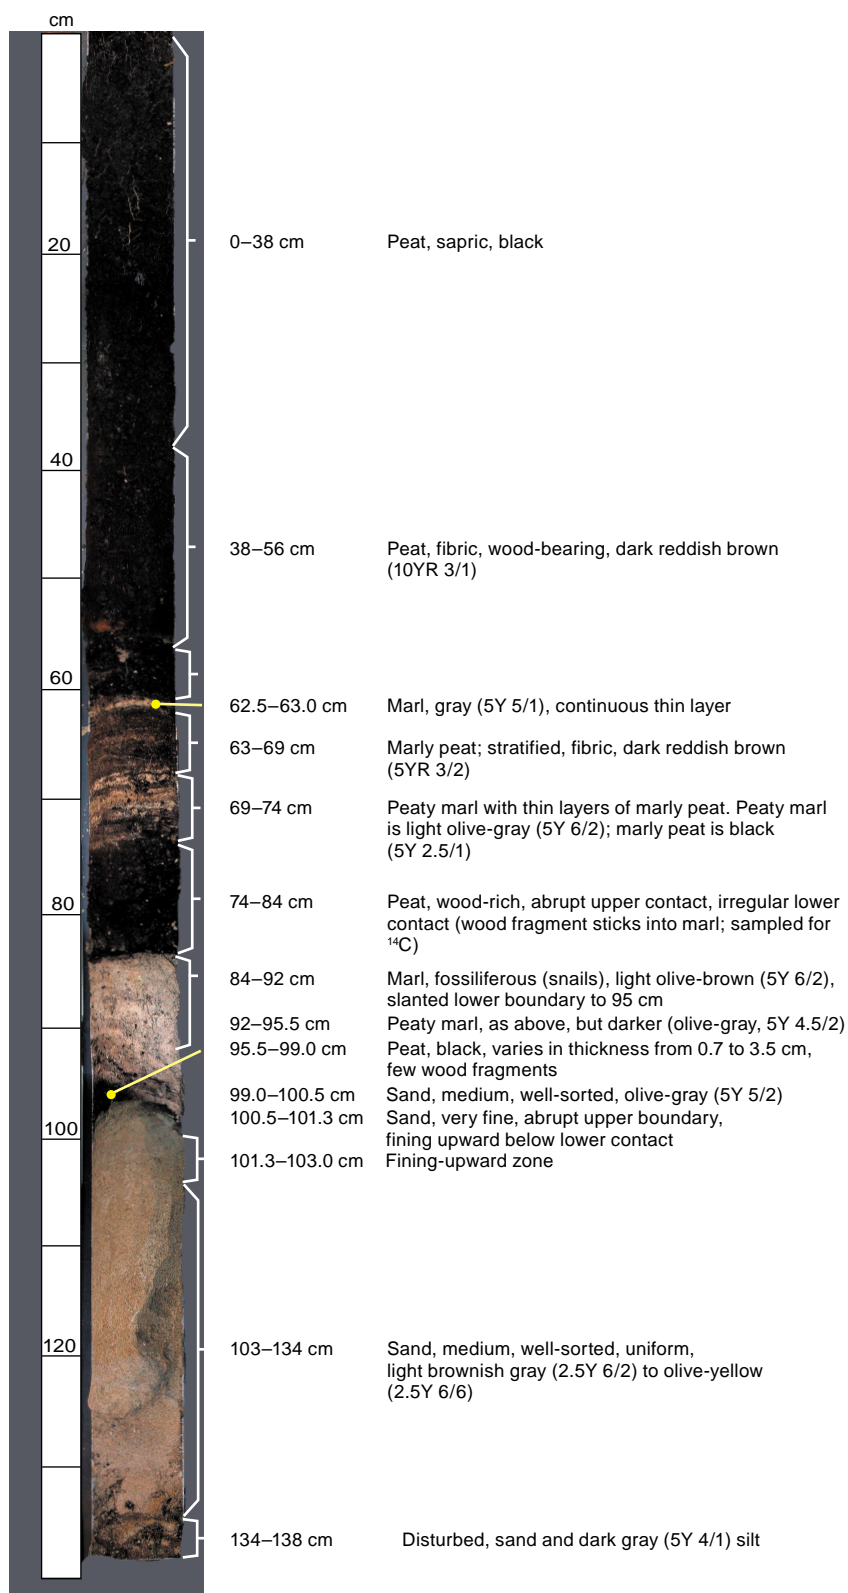 cm
20
0–38 cm Peat, sapric, black
40
38–56 cm Peat, fibric, wood-bearing, dark reddish brown
(10YR 3/1)
60
62.5–63.0 cm Marl, gray (5Y 5/1), continuous thin layer
63–69 cm Marly peat; stratified, fibric, dark reddish brown
(5YR 3/2)
69–74 cm Peaty marl with thin layers of marly peat. Peaty marl
is light olive-gray (5Y 6/2); marly peat is black
(5Y 2.5/1)
80
74–84 cm Peat, wood-rich, abrupt upper contact, irregular lower
contact (wood fragment sticks into marl; sampled for
¹⁴C)
84–92 cm Marl, fossiliferous (snails), light olive-brown (5Y 6/2),
slanted lower boundary to 95 cm
92–95.5 cm Peaty marl, as above, but darker (olive-gray, 5Y 4.5/2)
95.5–99.0 cm Peat, black, varies in thickness from 0.7 to 3.5 cm,
few wood fragments
99.0–100.5 cm Sand, medium, well-sorted, olive-gray (5Y 5/2)
100
100.5–101.3 cm Sand, very fine, abrupt upper boundary,
fining upward below lower contact
101.3–103.0 cm Fining-upward zone
120
103–134 cm Sand, medium, well-sorted, uniform,
light brownish gray (2.5Y 6/2) to olive-yellow
(2.5Y 6/6)
134–138 cm Disturbed, sand and dark gray (5Y 4/1) silt